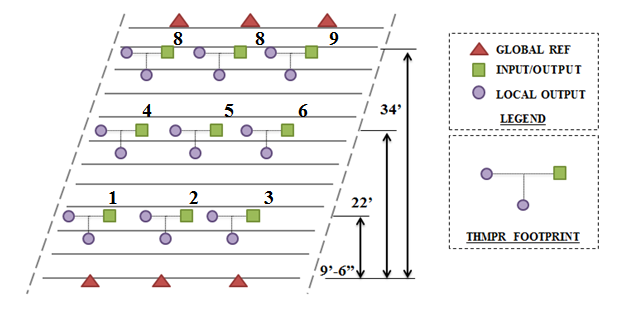 8 8 9
4 5 6
1 2 3
34’
22’
9’-6”
GLOBAL REF
INPUT/OUTPUT
LOCAL OUTPUT
LEGEND
THMPR FOOTPRINT